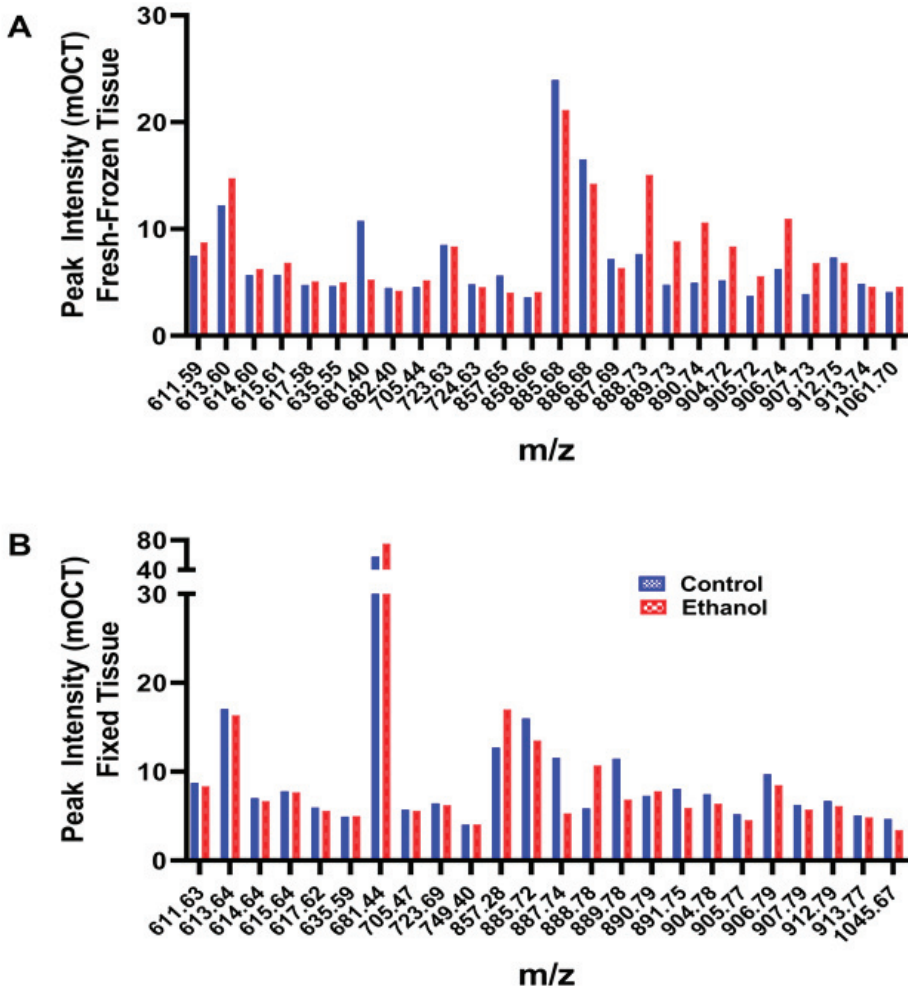 A
Peak Intensity (mOCT)
Fresh-Frozen Tissue
30
20
10
0
611.59 613.60 614.60 615.61 617.58 635.55 681.40 682.40 705.44 723.63 724.63 857.65 858.66 885.68 886.68 887.69 888.73 889.73 890.74 904.72 905.72 906.74 907.73 912.75 913.74 1061.70
m/z
B
Peak Intensity (mOCT)
Fixed Tissue
80
40
30
20
10
0
Control
Ethanol
611.63 613.64 614.64 615.64 617.62 635.59 681.44 705.47 723.69 749.40 857.28 885.72 887.74 888.78 889.78 890.79 891.75 904.78 905.77 906.79 907.79 912.79 913.77 1045.67
m/z